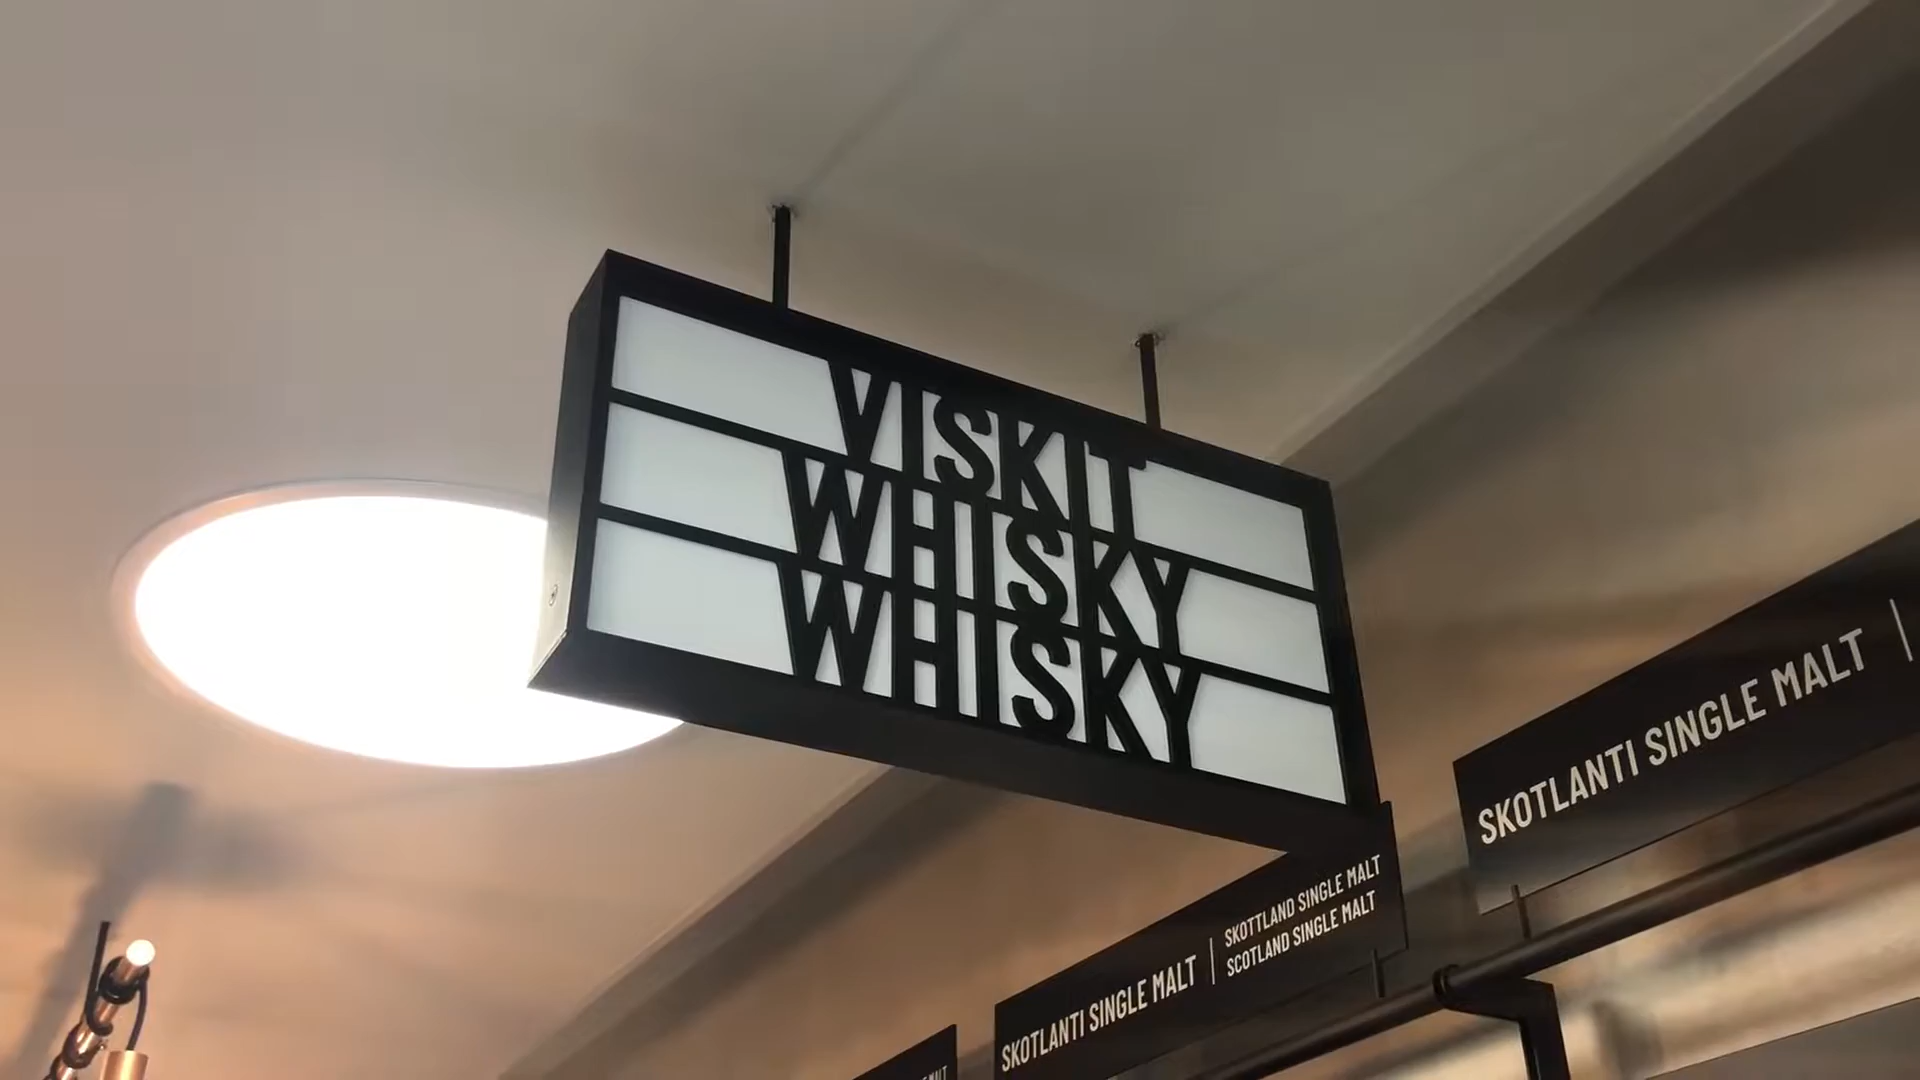 VISKIT
WHISKY
WHISKY
SKOTLANTI SINGLE MALT |
SKOTLANTI SINGLE MALT |
SKOTTLAND SINGLE MALT
SCOTLAND SINGLE MALT